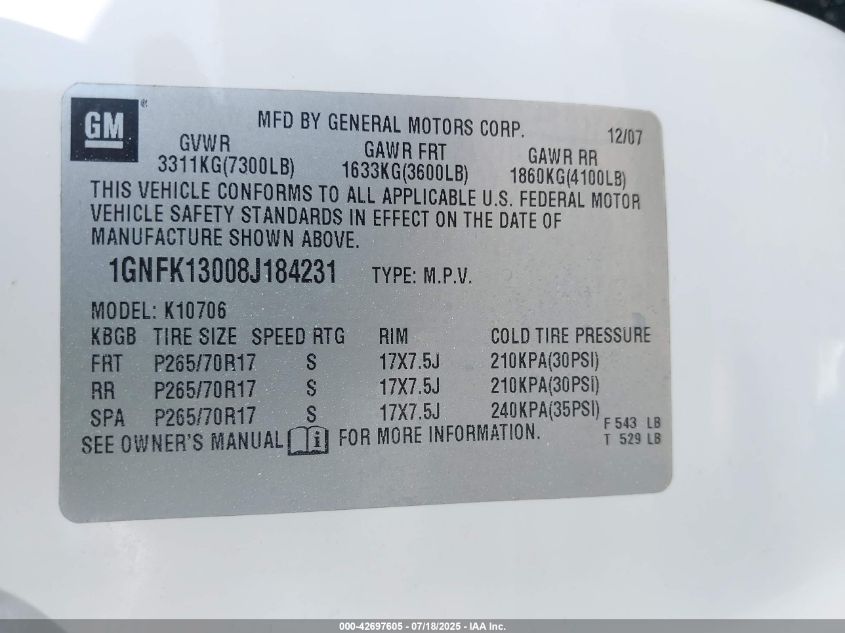 GM ®
MFD BY GENERAL MOTORS CORP. 12/07
GVWR GAWR FRT GAWR RR
3311KG(7300LB) 1633KG(3600LB) 1860KG(4100LB)
THIS VEHICLE CONFORMS TO ALL APPLICABLE U.S. FEDERAL MOTOR
VEHICLE SAFETY STANDARDS IN EFFECT ON THE DATE OF
MANUFACTURE SHOWN ABOVE.
1GNFK13008J184231 TYPE: M.P.V.
MODEL: K10706
KBGB TIRE SIZE SPEED RTG RIM COLD TIRE PRESSURE
FRT P265/70R17 S 17X7.5J 210KPA(30PSI)
RR P265/70R17 S 17X7.5J 210KPA(30PSI)
SPA P265/70R17 S 17X7.5J 240KPA(35PSI)
F 543 LB
SEE OWNER'S MANUAL i FOR MORE INFORMATION.
T 529 LB
000-42697605 - 07/18/2025 - IAA Inc.